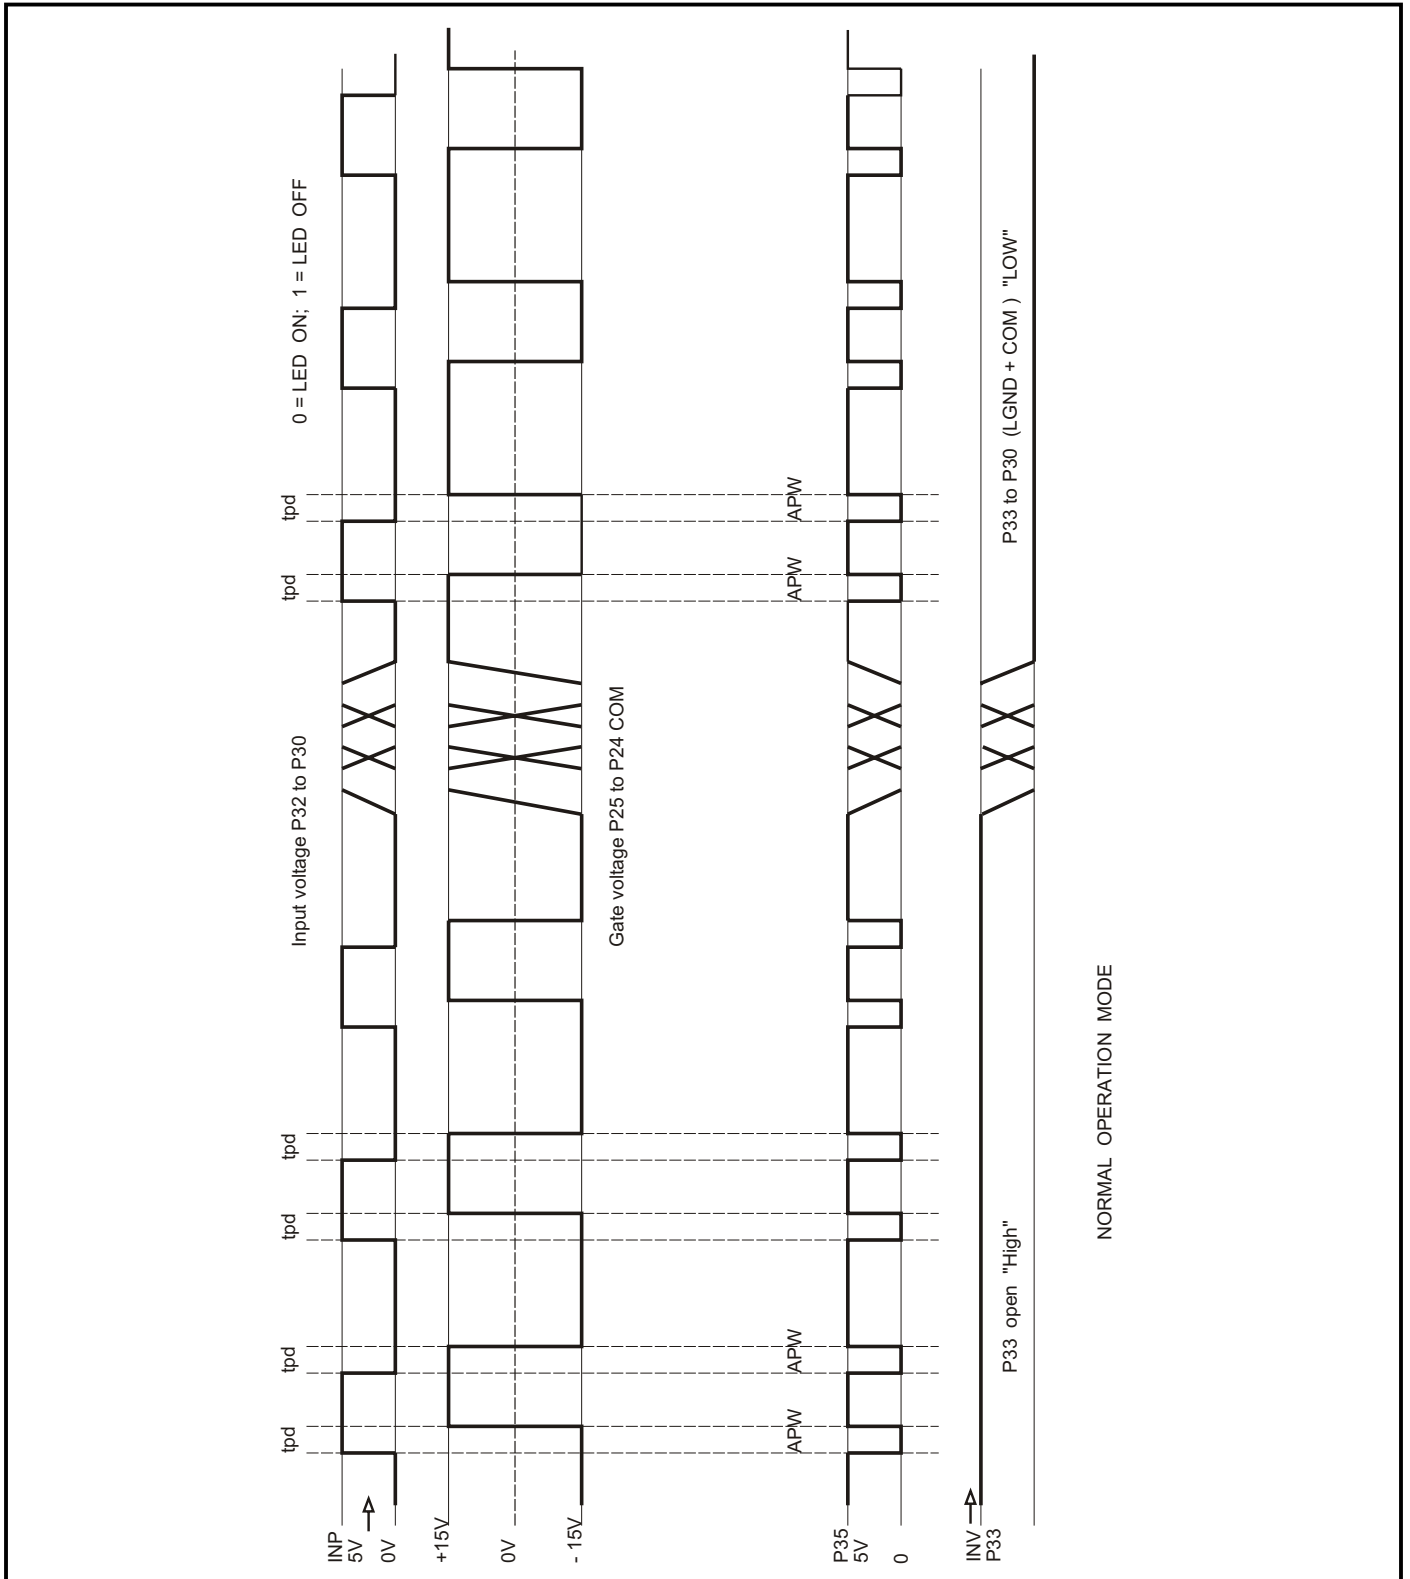 tpd
tpd
tpd
tpd
tpd
tpd
Input voltage P32 to P30
0 = LED ON; 1 = LED OFF
INP
5V
0V
+15V
0V
- 15V
Gate voltage P25 to P24 COM
APW
APW
APW
APW
P35
5V
0
INV
P33
P33 open "High"
P33 to P30 (LGND + COM ) "LOW"
NORMAL OPERATION MODE